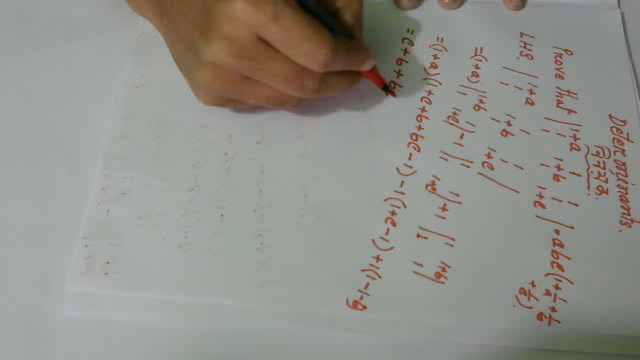 Determinants.
Prove that | 1+a 1 1
1 1+b 1
1 1 1+c | = abc(1+1/a+1/b
+1/c).
LHS. | 1+a 1 1
1 1+b 1
1 1 1+c |
=(1+a) | 1+b 1
1 1+c | -1 | 1 1
1 1+c | +1 | 1 1+b
1 1 |
=(1+a)(1+c+b+bc-1)-1(1+c-1)+1(1-1-b)
=c+b+b